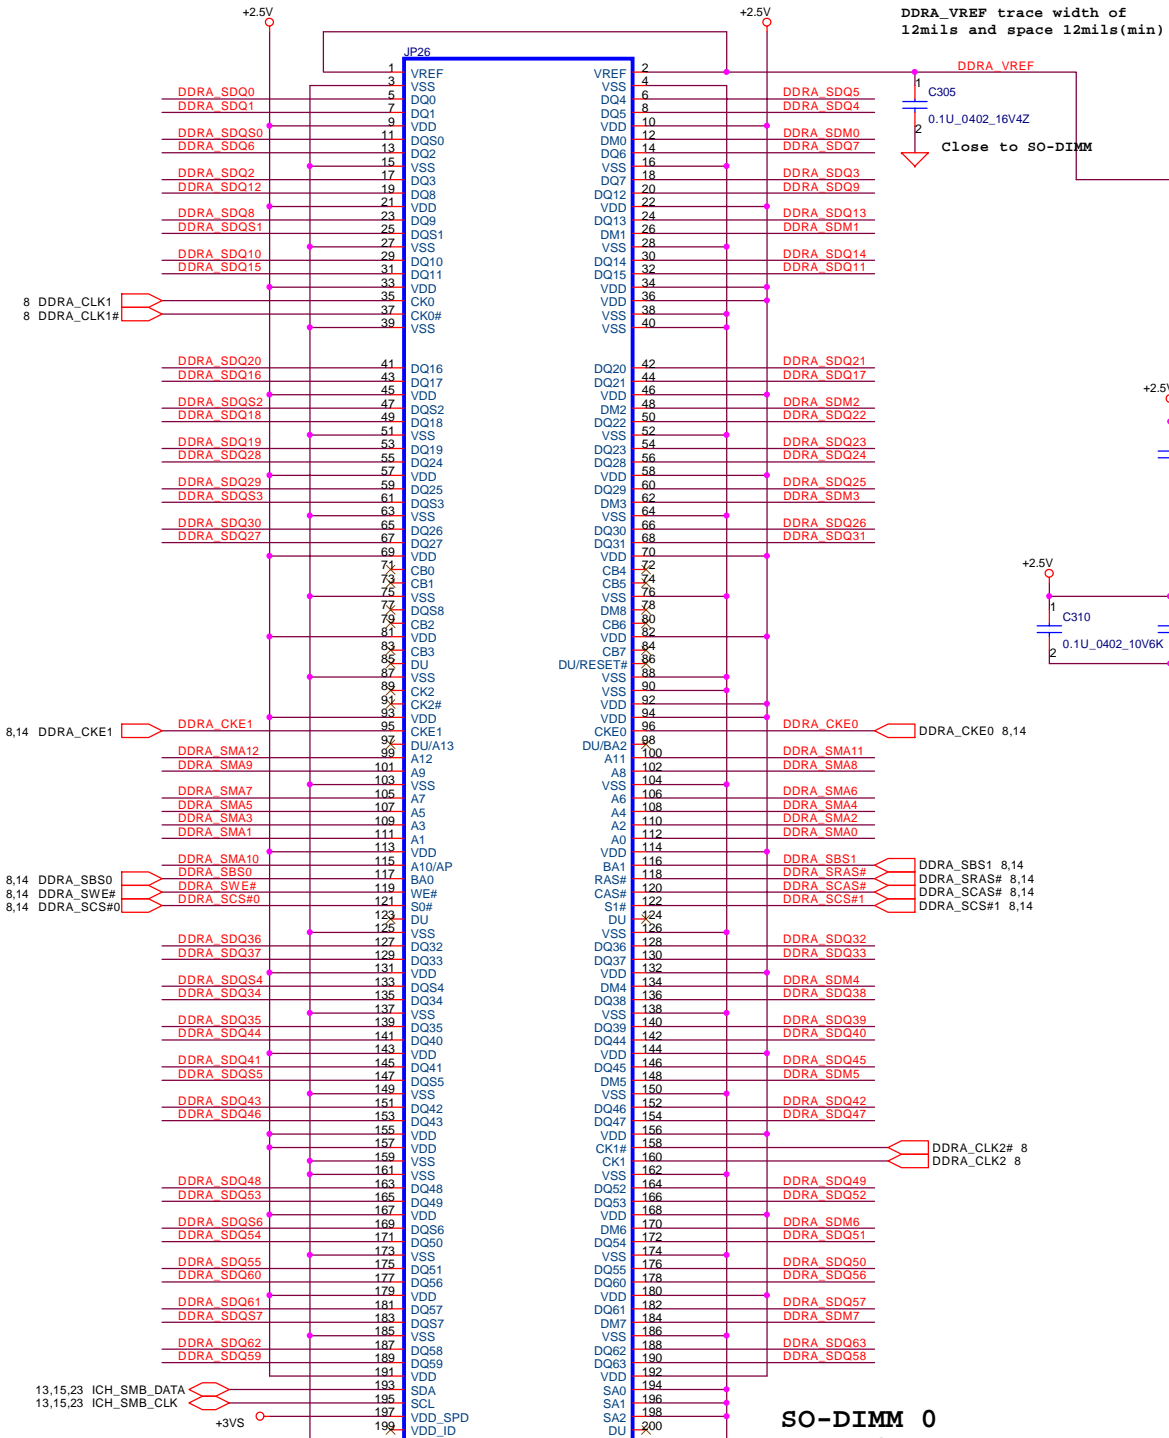 +2.5V
+2.5V
DDRA_VREF trace width of
12mils and space 12mils(min)
JP26
1 VREF VREF 2 DDRA_VREF
3 VSS VSS 4
DDRA_SDQ0 5 DQ0 DQ4 6 DDRA_SDQ5
DDRA_SDQ1 7 DQ1 DQ5 8 DDRA_SDQ4
9 VDD VDD 10
DDRA_SDQS0 11 DQS0 DM0 12 DDRA_SDM0
DDRA_SDQ6 13 DQ2 DQ6 14 DDRA_SDQ7
15 VSS VSS 16
DDRA_SDQ2 17 DQ3 DQ7 18 DDRA_SDQ3
DDRA_SDQ12 19 DQ8 DQ12 20 DDRA_SDQ9
21 VDD VDD 22
DDRA_SDQ8 23 DQ9 DQ13 24 DDRA_SDQ13
DDRA_SDQS1 25 DQS1 DM1 26 DDRA_SDM1
27 VSS VSS 28
DDRA_SDQ10 29 DQ10 DQ14 30 DDRA_SDQ14
DDRA_SDQ15 31 DQ11 DQ15 32 DDRA_SDQ11
33 VDD VDD 34
8 DDRA_CLK1 35 CK0 VDD 36
8 DDRA_CLK1# 37 CK0# VSS 38
39 VSS VSS 40
DDRA_SDQ20 41 DQ16 DQ20 42 DDRA_SDQ21
DDRA_SDQ16 43 DQ17 DQ21 44 DDRA_SDQ17
45 VDD VDD 46
DDRA_SDQS2 47 DQS2 DM2 48 DDRA_SDM2
DDRA_SDQ18 49 DQ18 DQ22 50 DDRA_SDQ22
51 VSS VSS 52
DDRA_SDQ19 53 DQ19 DQ23 54 DDRA_SDQ23
DDRA_SDQ28 55 DQ24 DQ28 56 DDRA_SDQ24
57 VDD VDD 58
DDRA_SDQ29 59 DQ25 DQ29 60 DDRA_SDQ25
DDRA_SDQS3 61 DQS3 DM3 62 DDRA_SDM3
63 VSS VSS 64
DDRA_SDQ30 65 DQ26 DQ30 66 DDRA_SDQ26
DDRA_SDQ27 67 DQ27 DQ31 68 DDRA_SDQ31
69 VDD VDD 70
71 CB0 CB4 72
73 CB1 CB5 74
75 VSS VSS 76
77 DQS8 DM8 78
79 CB2 CB6 80
81 VDD VDD 82
83 CB3 CB7 84
85 DU DU/RESET# 86
87 VSS VSS 88
89 CK2 VSS 90
91 CK2# VDD 92
93 VDD VDD 94
8,14 DDRA_CKE1 DDRA_CKE1 95 CKE1 CKE0 96 DDRA_CKE0 DDRA_CKE0 8,14
97 DU/A13 DU/BA2 98
DDRA_SMA12 99 A12 A11 100 DDRA_SMA11
DDRA_SMA9 101 A9 A8 102 DDRA_SMA8
103 VSS VSS 104
DDRA_SMA7 105 A7 A6 106 DDRA_SMA6
DDRA_SMA5 107 A5 A4 108 DDRA_SMA4
DDRA_SMA3 109 A3 A2 110 DDRA_SMA2
DDRA_SMA1 111 A1 A0 112 DDRA_SMA0
113 VDD VDD 114
DDRA_SMA10 115 A10/AP BA1 116 DDRA_SBS1 DDRA_SBS1 8,14
8,14 DDRA_SBS0 DDRA_SBS0 117 BA0 RAS# 118 DDRA_SRAS# DDRA_SRAS# 8,14
8,14 DDRA_SWE# DDRA_SWE# 119 WE# CAS# 120 DDRA_SCAS# DDRA_SCAS# 8,14
8,14 DDRA_SCS#0 DDRA_SCS#0 121 S0# S1# 122 DDRA_SCS#1 DDRA_SCS#1 8,14
123 DU DU 124
125 VSS VSS 126
DDRA_SDQ36 127 DQ32 DQ36 128 DDRA_SDQ32
DDRA_SDQ37 129 DQ33 DQ37 130 DDRA_SDQ33
131 VDD VDD 132
DDRA_SDQS4 133 DQS4 DM4 134 DDRA_SDM4
DDRA_SDQ34 135 DQ34 DQ38 136 DDRA_SDQ38
137 VSS VSS 138
DDRA_SDQ35 139 DQ35 DQ39 140 DDRA_SDQ39
DDRA_SDQ44 141 DQ40 DQ44 142 DDRA_SDQ40
143 VDD VDD 144
DDRA_SDQ41 145 DQ41 DQ45 146 DDRA_SDQ45
DDRA_SDQS5 147 DQS5 DM5 148 DDRA_SDM5
149 VSS VSS 150
DDRA_SDQ43 151 DQ42 DQ46 152 DDRA_SDQ42
DDRA_SDQ46 153 DQ43 DQ47 154 DDRA_SDQ47
155 VDD VDD 156
157 VDD CK1# 158 DDRA_CLK2# 8
159 VSS CK1 160 DDRA_CLK2 8
161 VSS VSS 162
DDRA_SDQ48 163 DQ48 DQ52 164 DDRA_SDQ49
DDRA_SDQ53 165 DQ49 DQ53 166 DDRA_SDQ52
167 VDD VDD 168
DDRA_SDQS6 169 DQS6 DM6 170 DDRA_SDM6
DDRA_SDQ54 171 DQ50 DQ54 172 DDRA_SDQ51
173 VSS VSS 174
DDRA_SDQ55 175 DQ51 DQ55 176 DDRA_SDQ50
DDRA_SDQ60 177 DQ56 DQ60 178 DDRA_SDQ56
179 VDD VDD 180
DDRA_SDQ61 181 DQ57 DQ61 182 DDRA_SDQ57
DDRA_SDQS7 183 DQS7 DM7 184 DDRA_SDM7
185 VSS VSS 186
DDRA_SDQ62 187 DQ58 DQ62 188 DDRA_SDQ63
DDRA_SDQ59 189 DQ59 DQ63 190 DDRA_SDQ58
191 VDD VDD 192
13,15,23 ICH_SMB_DATA 193 SDA SA0 194
13,15,23 ICH_SMB_CLK 195 SCL SA1 196
+3VS 197 VDD_SPD SA2 198
199 VDD_ID DU 200
SO-DIMM 0
1
C305
0.1U_0402_16V4Z
2
Close to SO-DIMM
+2.5V
+2.5V
1
C310
0.1U_0402_10V6K
2